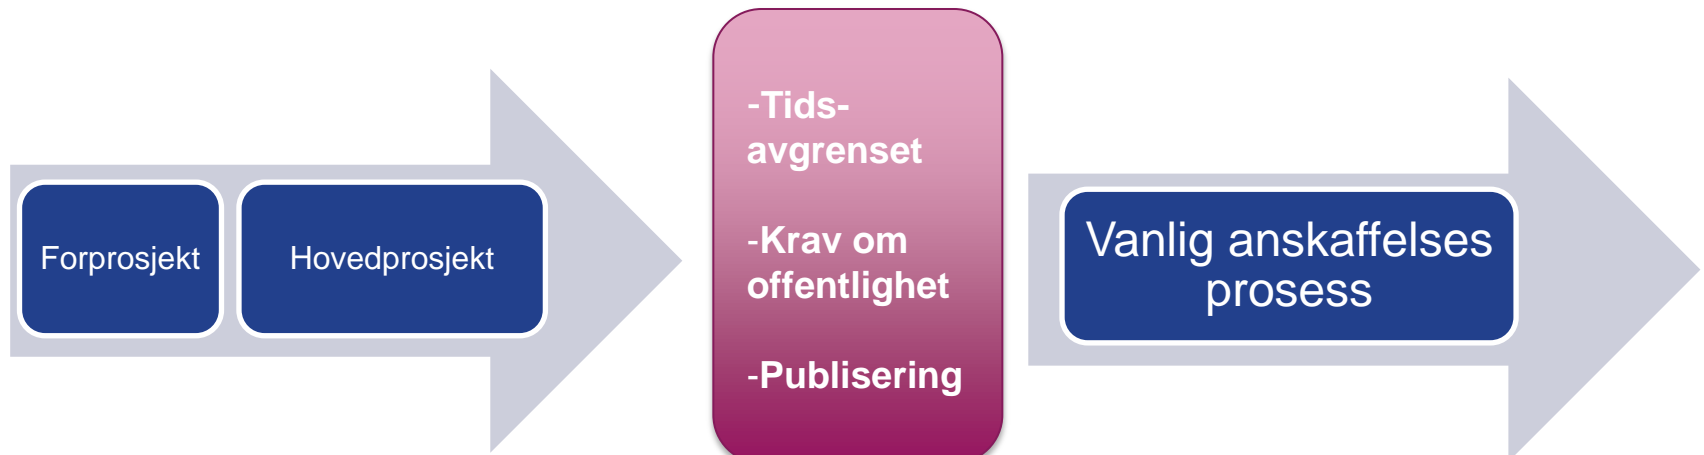 Forprosjekt
Hovedprosjekt
-Tids-
avgrenset
-Krav om
offentlighet
-Publisering
Vanlig anskaffelses
prosess